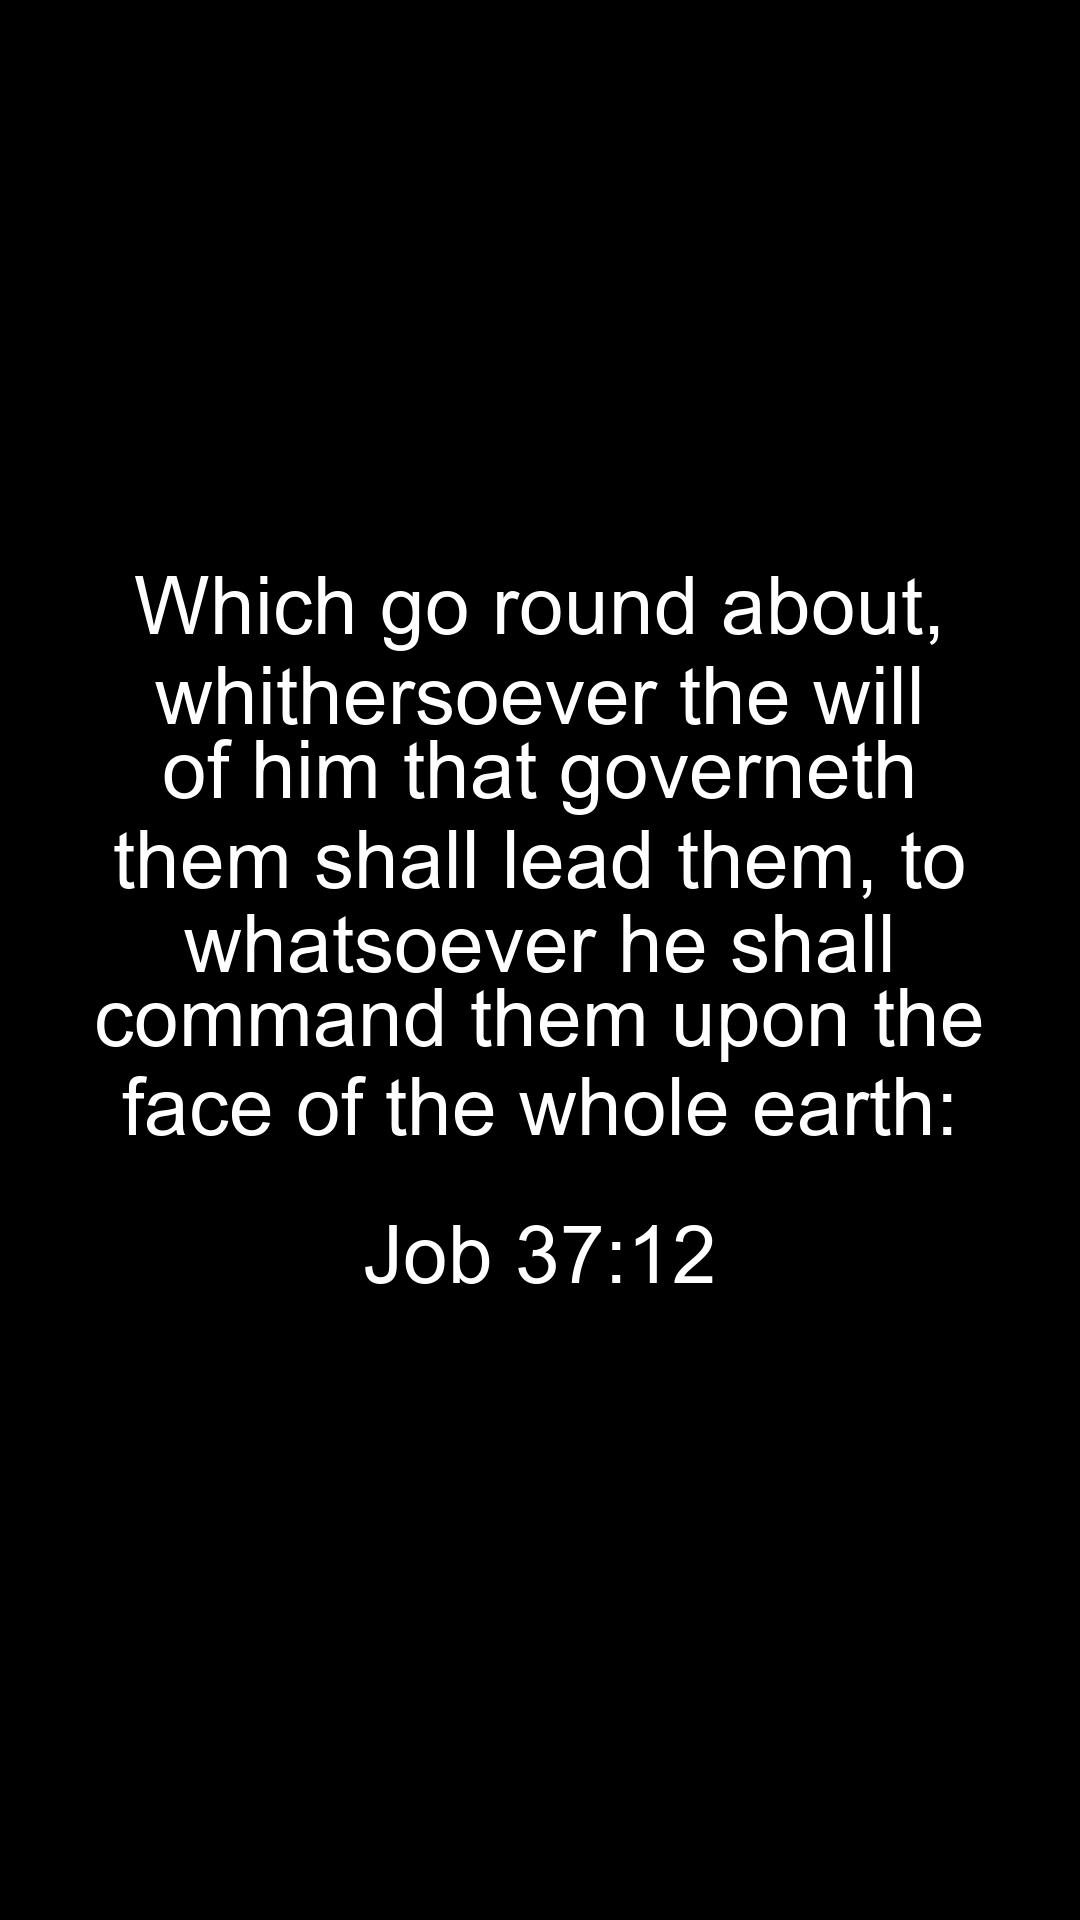 Which go round about,
whithersoever the will
of him that governeth
them shall lead them, to
whatsoever he shall
command them upon the
face of the whole earth:
Job 37:12